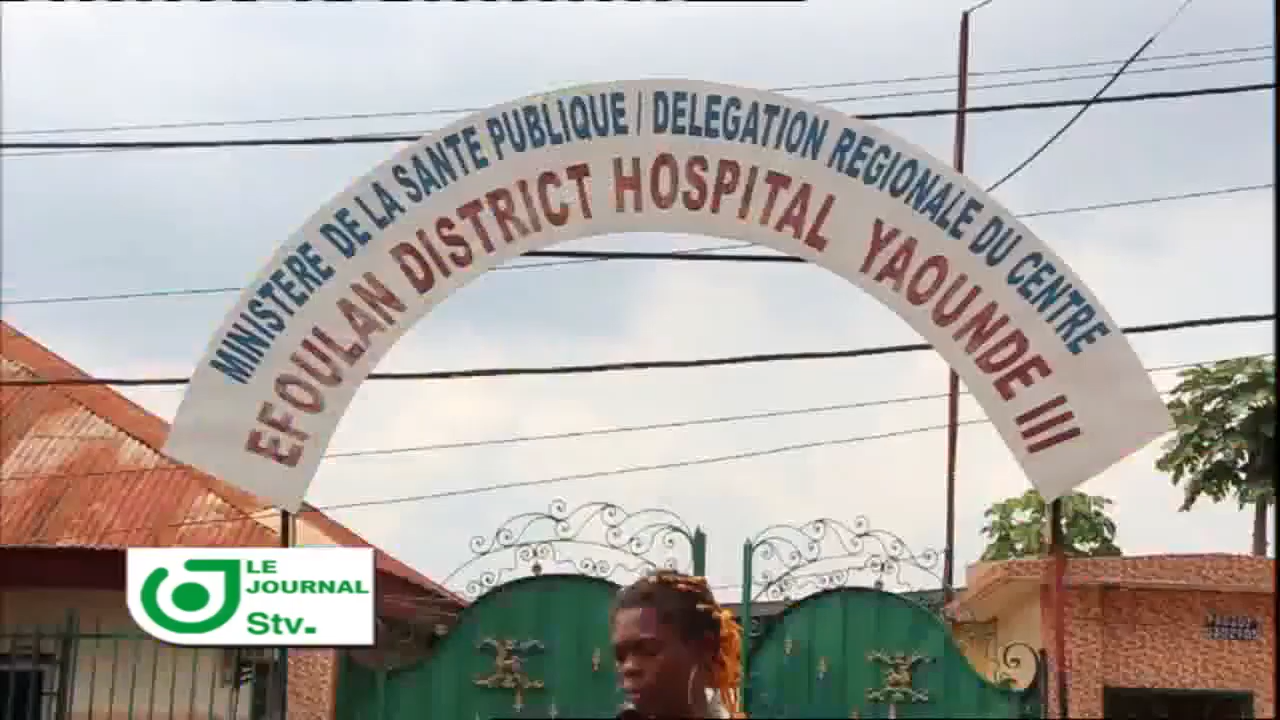 MINISTERE DE LA SANTE PUBLIQUE / DELEGATION REGIONALE DU CENTRE
EFOULAN DISTRICT HOSPITAL YAOUNDE III
LE
JOURNAL
Stv.